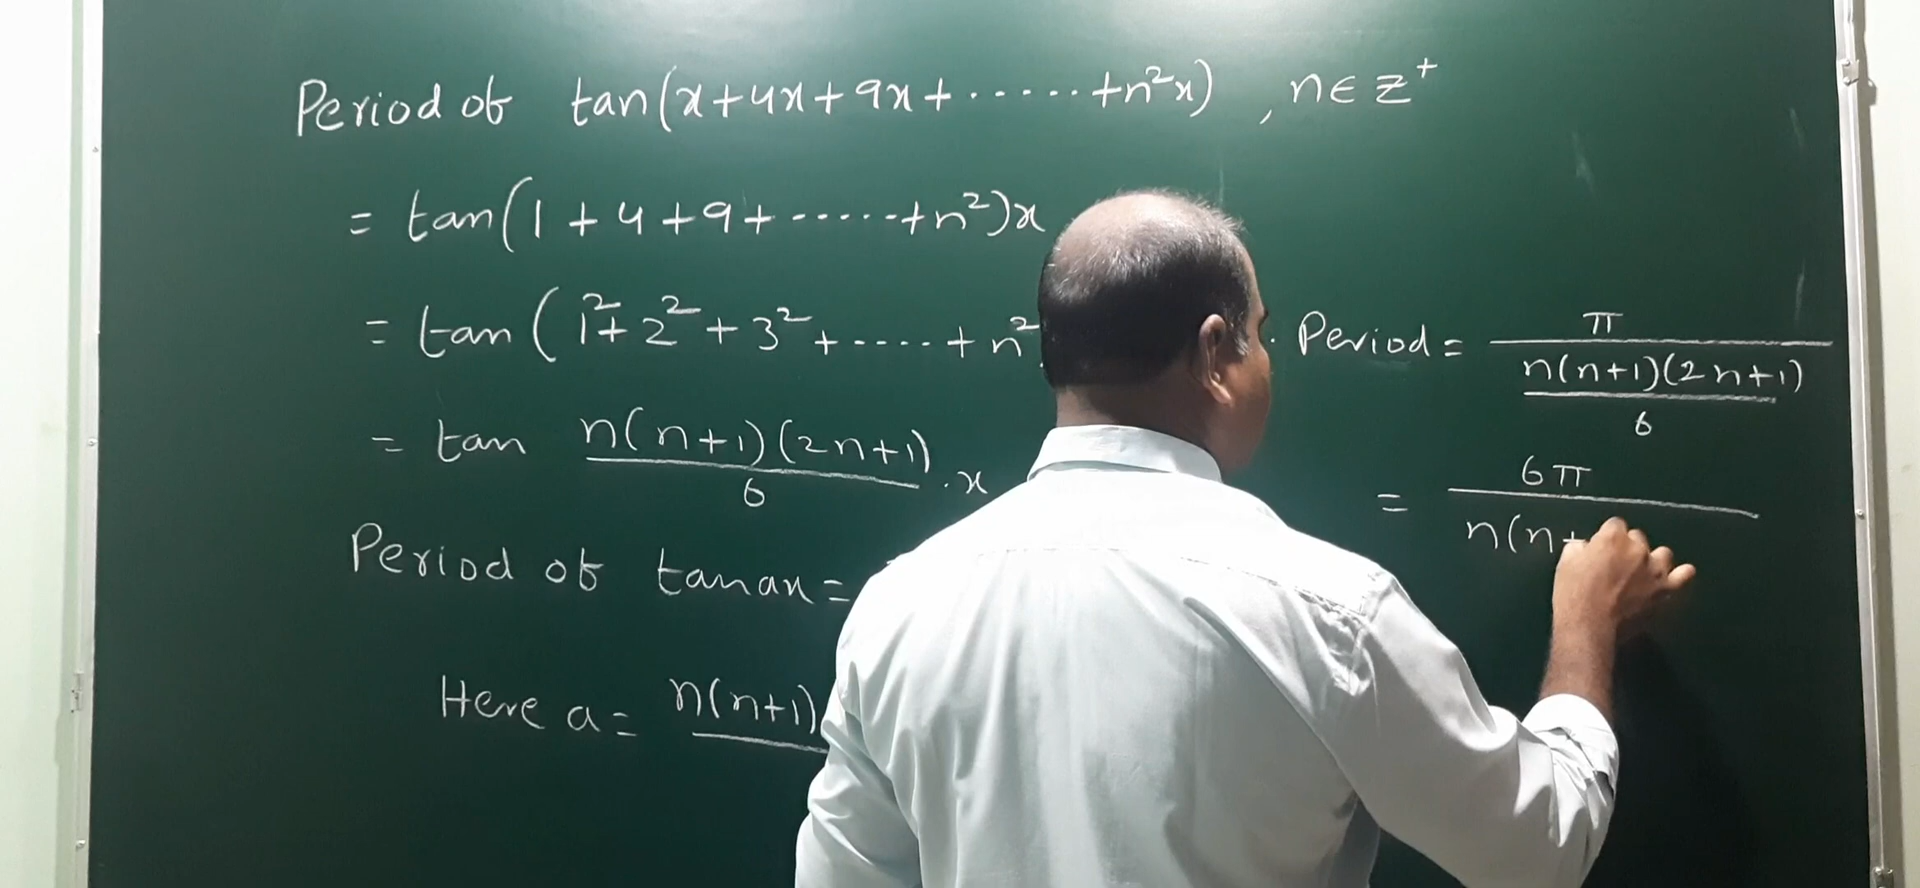 Period of tan(x+4x+9x+······+n²x) , n∈z⁺
= tan(1+4+9+······+n²)x
= tan(1²+2²+3²+·····+n²
= tan n(n+1)(2n+1)/6 ·x
Period of tanax =
Here a = n(n+1)
Period = π/(n(n+1)(2n+1)/6)
= 6π/n(n+